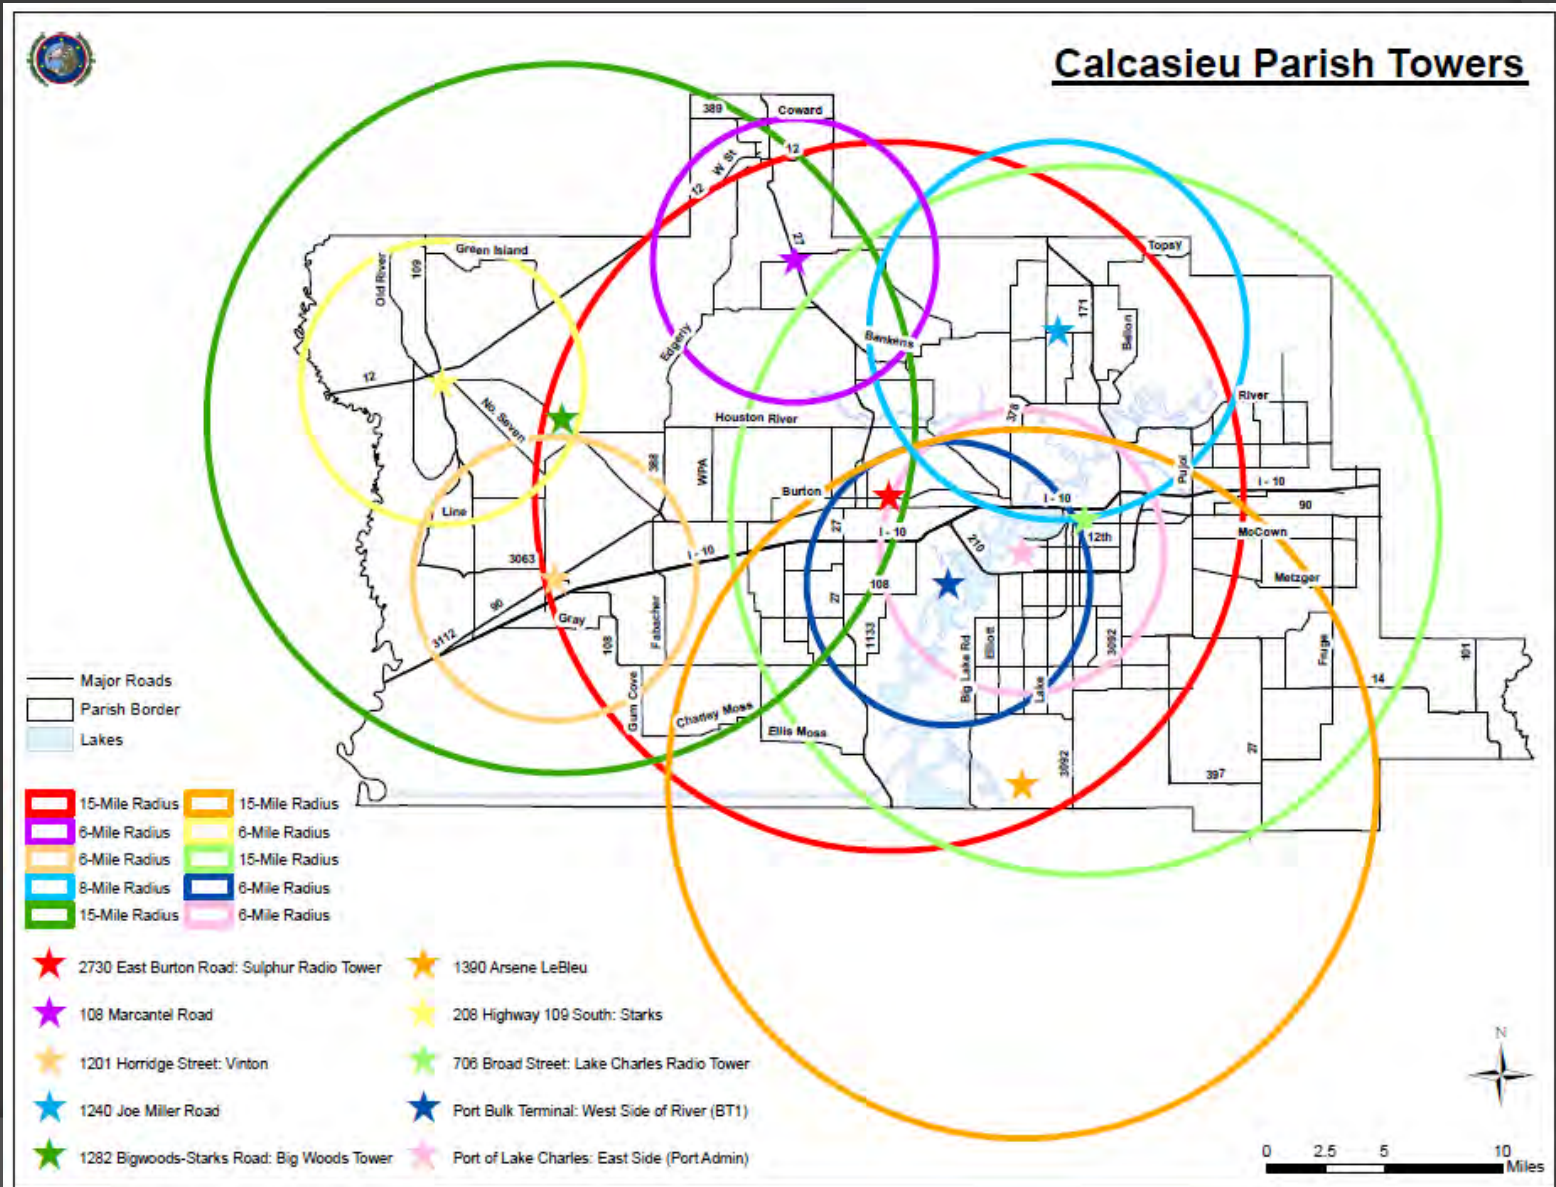 Calcasieu Parish Towers
389
Coward
12
W St
12
27
Green Island
Topsy
Old River
109
171
Bellon
Edgerly
Bankens
12
No. Seven
Houston River
378
River
388
WPA
Burton
Pujol
I - 10
I - 10
90
Line
27
I - 10
210
12th
McCown
3063
I - 10
108
Metzger
90
27
Gray
3112
108
Fabacher
1133
Big Lake Rd
Elliott
3092
Fruge
101
Lake
14
Gum Cove
Charley Moss
Ellis Moss
3092
27
397
Major Roads
Parish Border
Lakes
15-Mile Radius 15-Mile Radius
6-Mile Radius 6-Mile Radius
6-Mile Radius 15-Mile Radius
8-Mile Radius 6-Mile Radius
15-Mile Radius 6-Mile Radius
2730 East Burton Road: Sulphur Radio Tower 1390 Arsene LeBleu
108 Marcantel Road 208 Highway 109 South: Starks
1201 Horridge Street: Vinton 706 Broad Street: Lake Charles Radio Tower
1240 Joe Miller Road Port Bulk Terminal: West Side of River (BT1)
1282 Bigwoods-Starks Road: Big Woods Tower Port of Lake Charles: East Side (Port Admin)
N
0 2.5 5 10
Miles